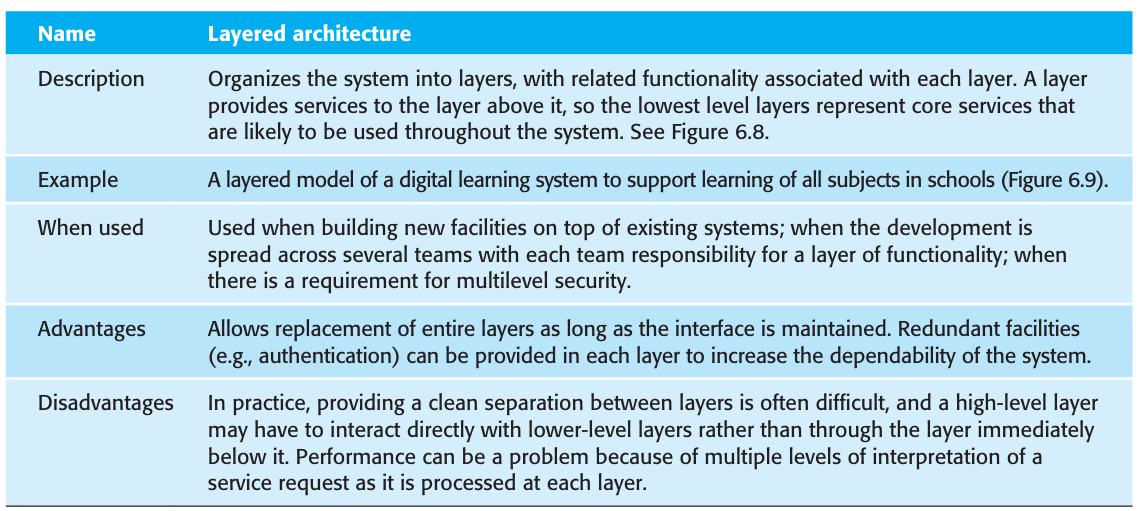 Name Layered architecture
Description Organizes the system into layers, with related functionality associated with each layer. A layer
provides services to the layer above it, so the lowest level layers represent core services that
are likely to be used throughout the system. See Figure 6.8.
Example A layered model of a digital learning system to support learning of all subjects in schools (Figure 6.9).
When used Used when building new facilities on top of existing systems; when the development is
spread across several teams with each team responsibility for a layer of functionality; when
there is a requirement for multilevel security.
Advantages Allows replacement of entire layers as long as the interface is maintained. Redundant facilities
(e.g., authentication) can be provided in each layer to increase the dependability of the system.
Disadvantages In practice, providing a clean separation between layers is often difficult, and a high-level layer
may have to interact directly with lower-level layers rather than through the layer immediately
below it. Performance can be a problem because of multiple levels of interpretation of a
service request as it is processed at each layer.